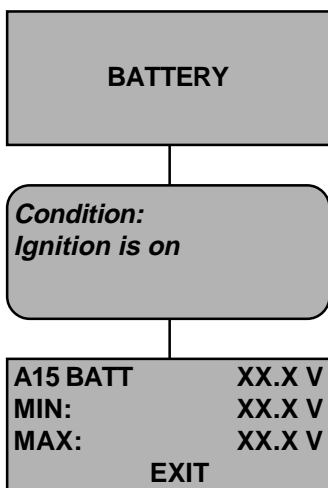 BATTERY
Condition:
Ignition is on
A15 BATT XX.X V
MIN: XX.X V
MAX: XX.X V
EXIT